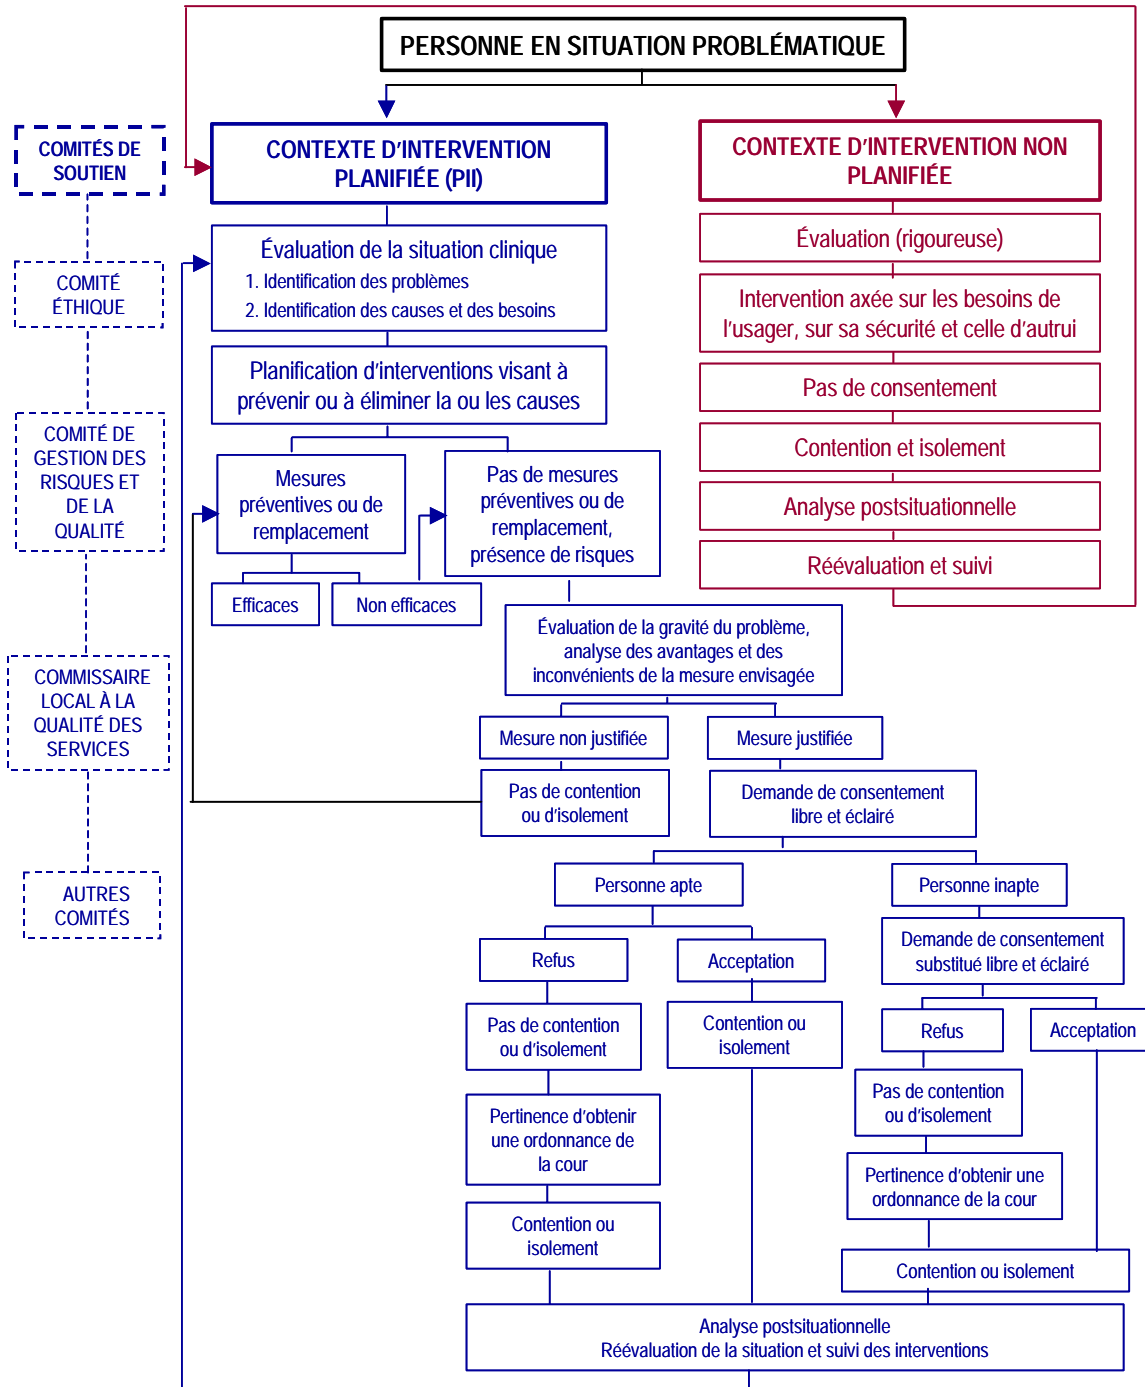 PERSONNE EN SITUATION PROBLÉMATIQUE
COMITÉS DE
SOUTIEN
COMITÉ
ÉTHIQUE
COMITÉ DE
GESTION DES
RISQUES ET
DE LA
QUALITÉ
COMMISSAIRE
LOCAL À LA
QUALITÉ DES
SERVICES
AUTRES
COMITÉS
CONTEXTE D'INTERVENTION
PLANIFIÉE (PII)
Évaluation de la situation clinique
1. Identification des problèmes
2. Identification des causes et des besoins
Planification d'interventions visant à
prévenir ou à éliminer la ou les causes
Mesures
préventives ou de
remplacement
Efficaces
Non efficaces
Pas de mesures
préventives ou de
remplacement,
présence de risques
CONTEXTE D'INTERVENTION NON
PLANIFIÉE
Évaluation (rigoureuse)
Intervention axée sur les besoins de
l'usager, sur sa sécurité et celle d'autrui
Pas de consentement
Contention et isolement
Analyse postsituationnelle
Réévaluation et suivi
Évaluation de la gravité du problème,
analyse des avantages et des
inconvénients de la mesure envisagée
Mesure non justifiée
Pas de contention
ou d'isolement
Mesure justifiée
Demande de consentement
libre et éclairé
Personne apte
Refus
Pas de contention
ou d'isolement
Pertinence d'obtenir
une ordonnance de
la cour
Contention ou
isolement
Acceptation
Contention ou
isolement
Personne inapte
Demande de consentement
substitué libre et éclairé
Refus
Pas de contention
ou d'isolement
Pertinence d'obtenir une
ordonnance de la cour
Acceptation
Contention ou isolement
Analyse postsituationnelle
Réévaluation de la situation et suivi des interventions